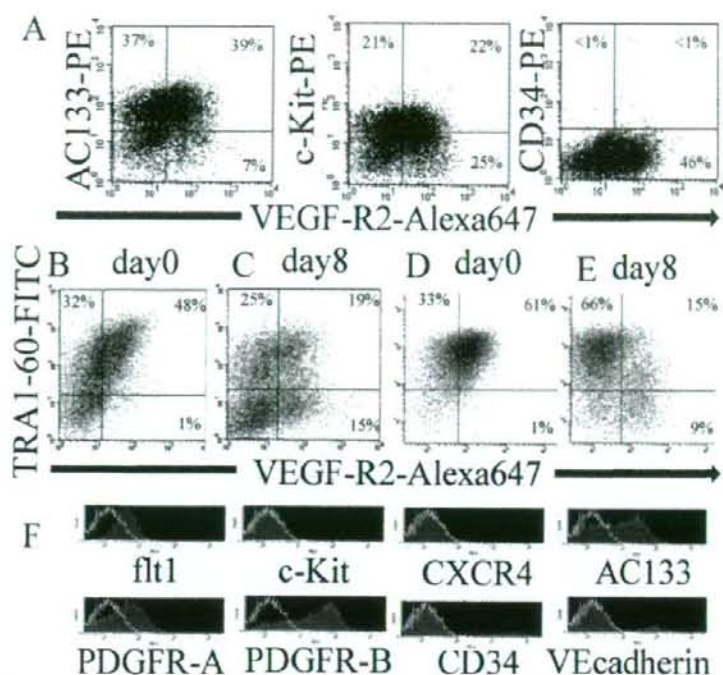 A
AC133-PE
37% 39%
7%
c-Kit-PE
21% 22%
25%
CD34-PE
<1% <1%
46%
VEGF-R2-Alexa647
B day0 C day8 D day0 E day8
TRA1-60-FITC
32% 48%
1%
25% 19%
15%
33% 61%
1%
66% 15%
9%
VEGF-R2-Alexa647
F
flt1 c-Kit CXCR4 AC133
PDGFR-A PDGFR-B CD34 VEcadherin